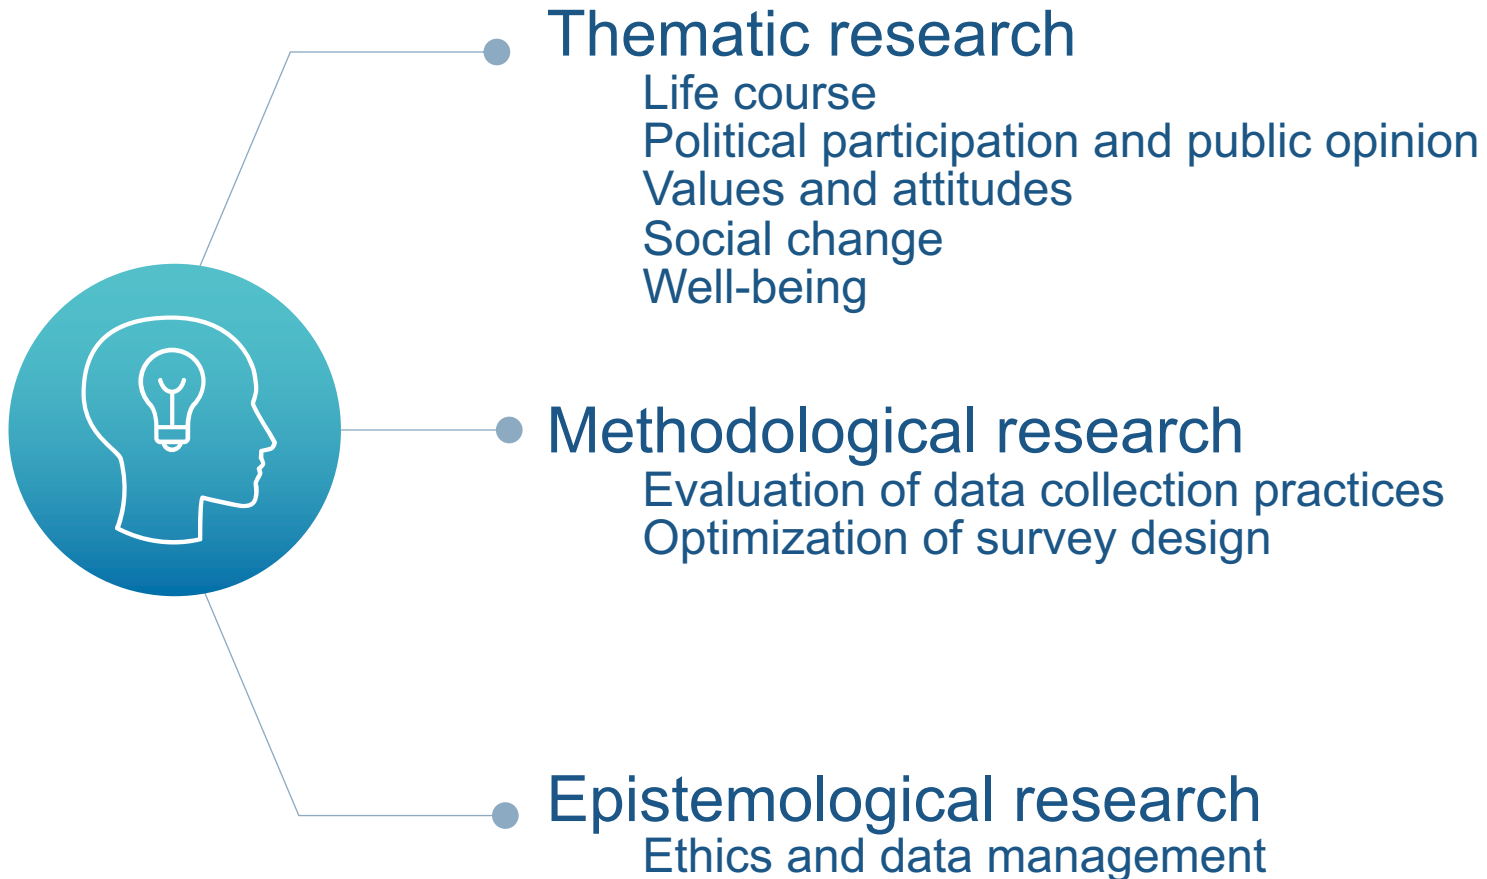 Thematic research
Life course
Political participation and public opinion
Values and attitudes
Social change
Well-being
Methodological research
Evaluation of data collection practices
Optimization of survey design
Epistemological research
Ethics and data management